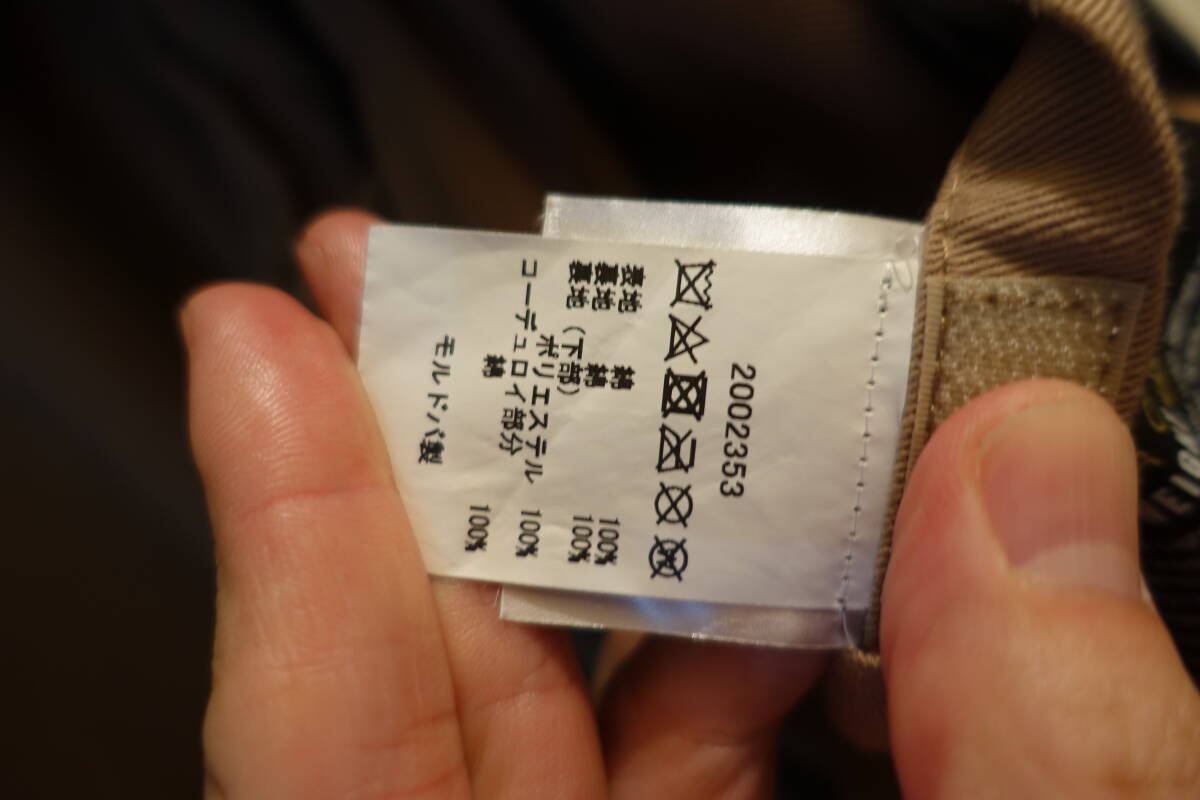 2002353
表地 綿 100%
裏地 綿 100%
裏地(下部)
ポリエステル 100%
コーデュロイ部分
綿 100%
モルドバ製